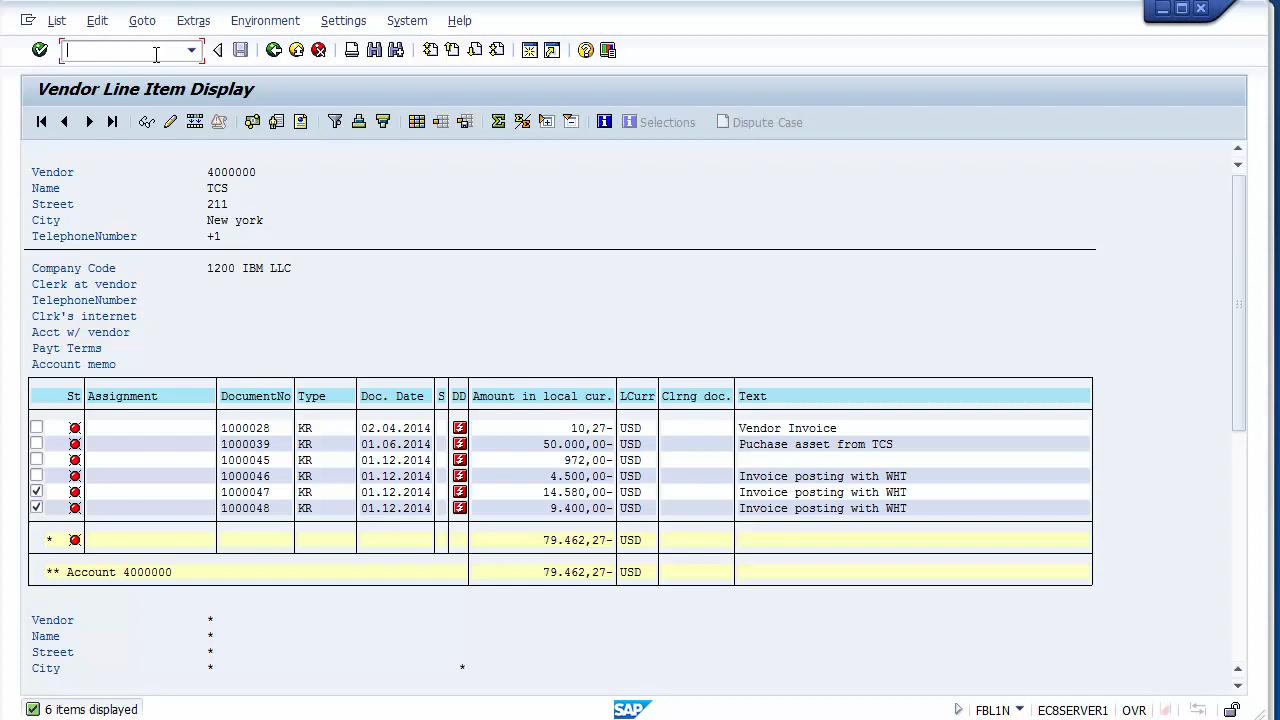 List Edit Goto Extras Environment Settings System Help
Vendor Line Item Display
Selections Dispute Case
Vendor 4000000
Name TCS
Street 211
City New york
TelephoneNumber +1
Company Code 1200 IBM LLC
Clerk at vendor
TelephoneNumber
Clrk's internet
Acct w/ vendor
Payt Terms
Account memo
St Assignment DocumentNo Type Doc. Date S DD Amount in local cur. LCurr Clrng doc. Text
1000028 KR 02.04.2014 10,27- USD Vendor Invoice
1000039 KR 01.06.2014 50.000,00- USD Puchase asset from TCS
1000045 KR 01.12.2014 972,00- USD
1000046 KR 01.12.2014 4.500,00- USD Invoice posting with WHT
1000047 KR 01.12.2014 14.580,00- USD Invoice posting with WHT
1000048 KR 01.12.2014 9.400,00- USD Invoice posting with WHT
* 79.462,27- USD
** Account 4000000 79.462,27- USD
Vendor *
Name *
Street *
City * *
6 items displayed SAP FBL1N ECGSERVER1 OVR